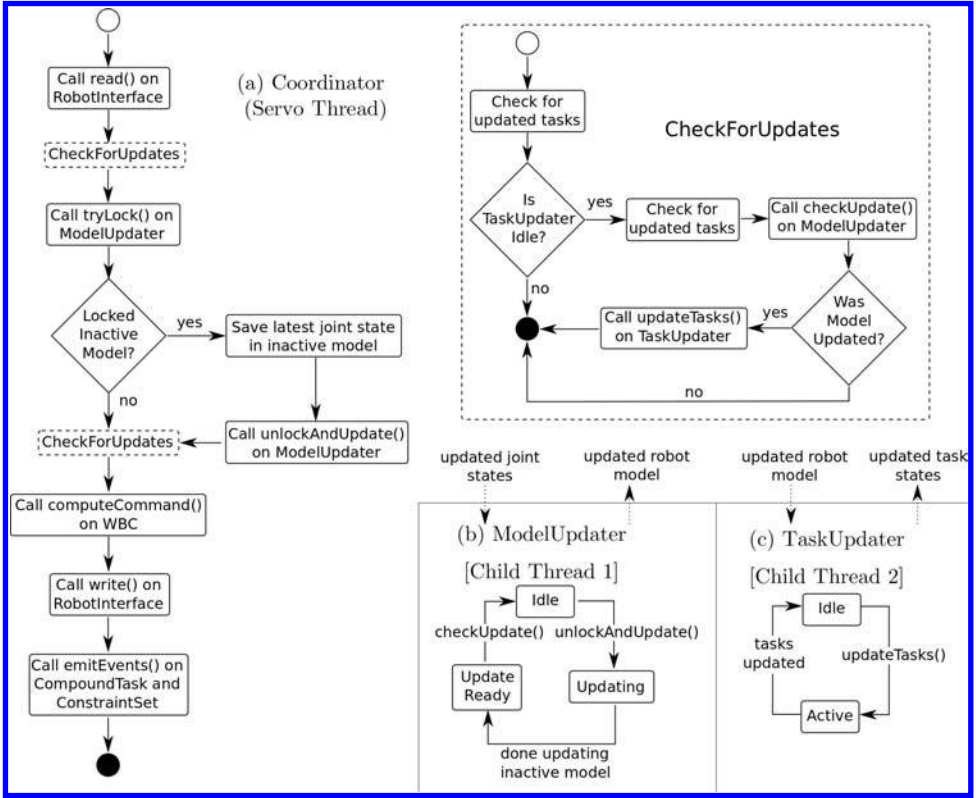 Call read() on
RobotInterface
CheckForUpdates
Call tryLock() on
ModelUpdater
Locked
Inactive
Model?
yes
no
Save latest joint state
in inactive model
Call unlockAndUpdate()
on ModelUpdater
CheckForUpdates
Call computeCommand()
on WBC
Call write() on
RobotInterface
Call emitEvents() on
CompoundTask and
ConstraintSet
(a) Coordinator
(Servo Thread)
CheckForUpdates
Check for
updated tasks
Is
TaskUpdater
Idle?
yes
no
Check for
updated tasks
Call checkUpdate()
on ModelUpdater
Was
Model
Updated?
yes
no
Call updateTasks()
on TaskUpdater
updated joint
states
updated robot
model
(b) ModelUpdater
[Child Thread 1]
Idle
checkUpdate()
unlockAndUpdate()
Update
Ready
Updating
done updating
inactive model
updated robot
model
updated task
states
(c) TaskUpdater
[Child Thread 2]
Idle
tasks
updated
updateTasks()
Active